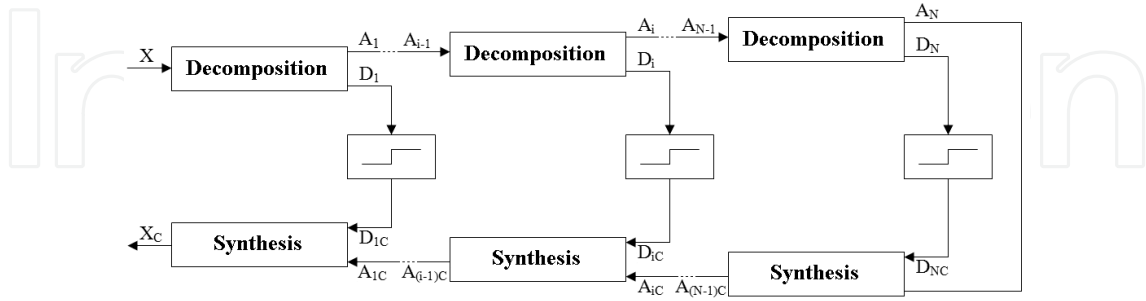 X
Decomposition
A1
Ai-1
D1
Decomposition
Ai
AN-1
Di
Decomposition
AN
DN
XC
Synthesis
D1C
A1C
A(i-1)C
Synthesis
DiC
AiC
A(N-1)C
Synthesis
DNC